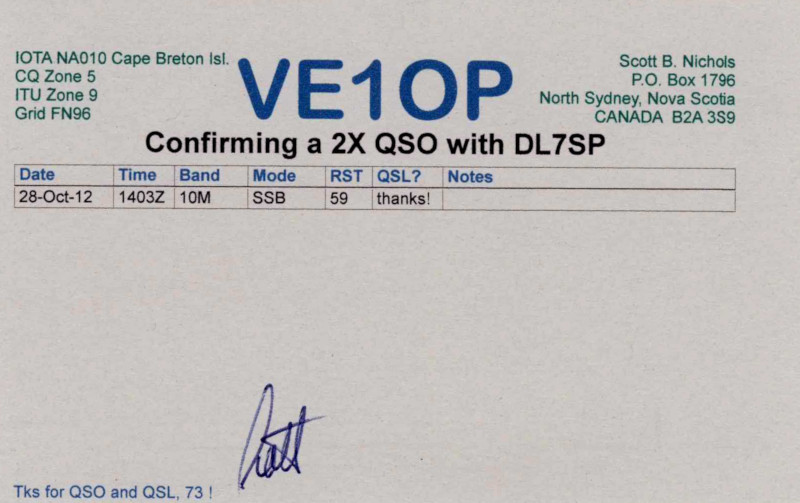 IOTA NA010 Cape Breton Isl.
CQ Zone 5
ITU Zone 9
Grid FN96
VE1OP
Scott B. Nichols
P.O. Box 1796
North Sydney, Nova Scotia
CANADA B2A 3S9
Confirming a 2X QSO with DL7SP
Date Time Band Mode RST QSL? Notes
28-Oct-12 1403Z 10M SSB 59 thanks!
Scott
Tks for QSO and QSL, 73 !